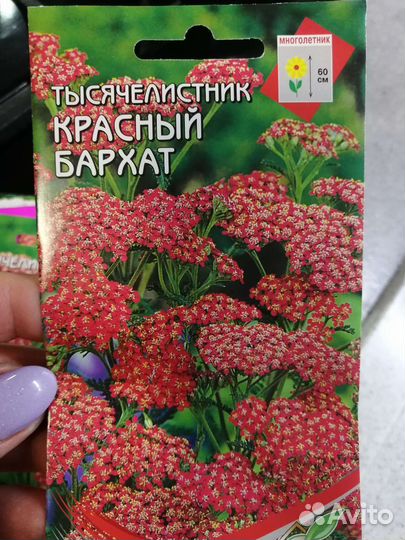 МНОГОЛЕТНИК
60
СМ
ТЫСЯЧЕЛИСТНИК
КРАСНЫЙ
БАРХАТ
Avito